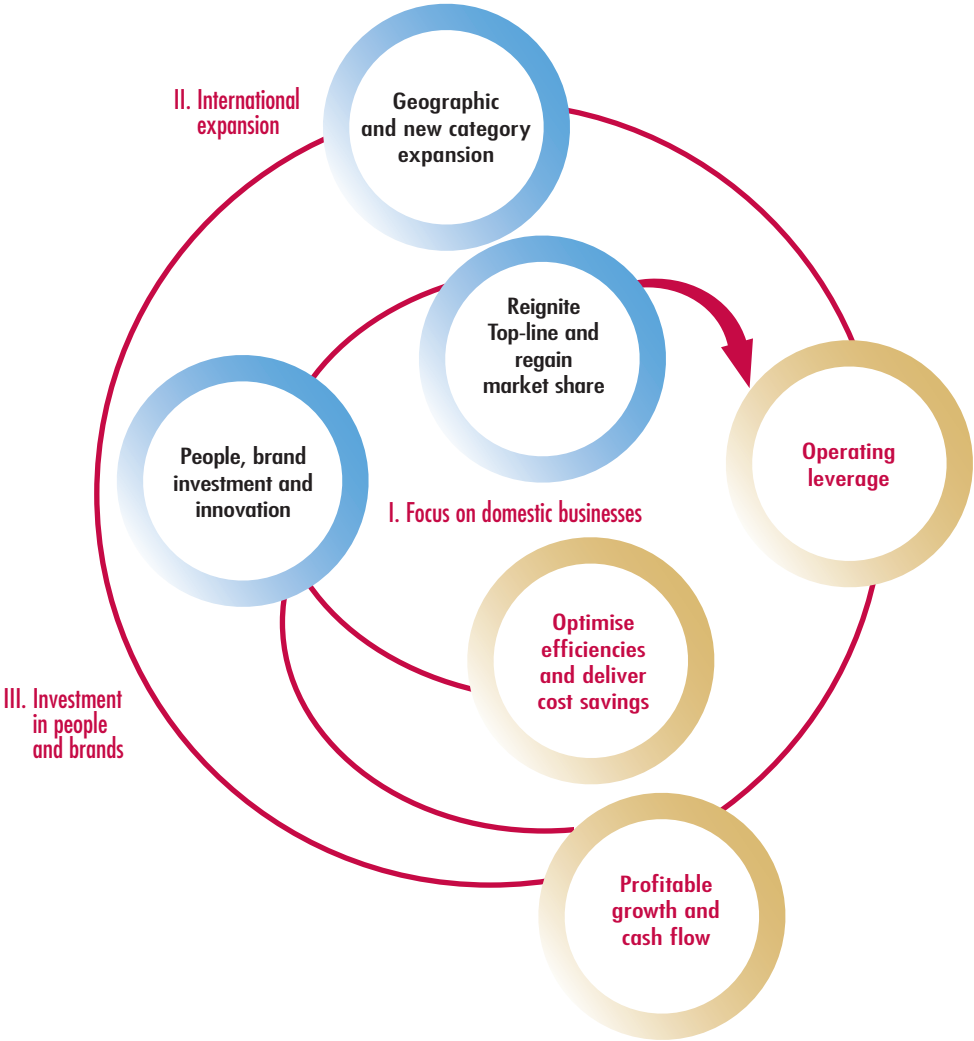 II. International
expansion
Geographic
and new category
expansion
Reignite
Top-line and
regain
market share
People, brand
investment and
innovation
Operating
leverage
I. Focus on domestic businesses
Optimise
efficiencies
and deliver
cost savings
III. Investment
in people
and brands
Profitable
growth and
cash flow